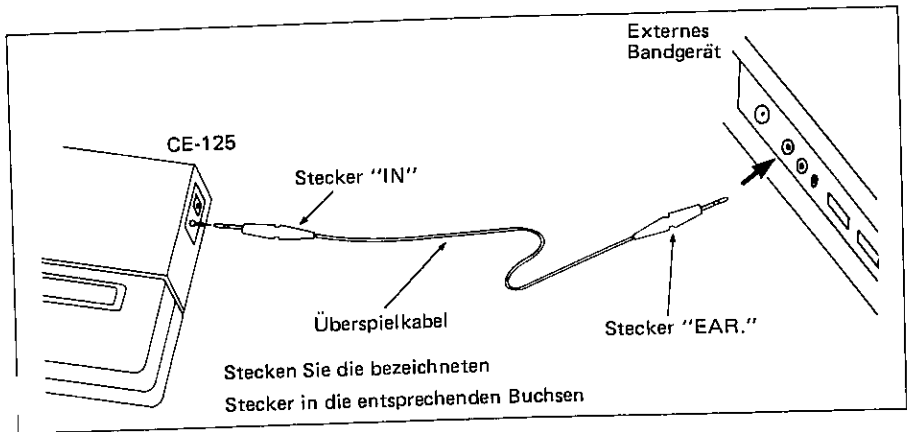 Externes
Bandgerät
CE-125
Stecker "IN"
Überspielkabel
Stecker "EAR."
Stecken Sie die bezeichneten
Stecker in die entsprechenden Buchsen